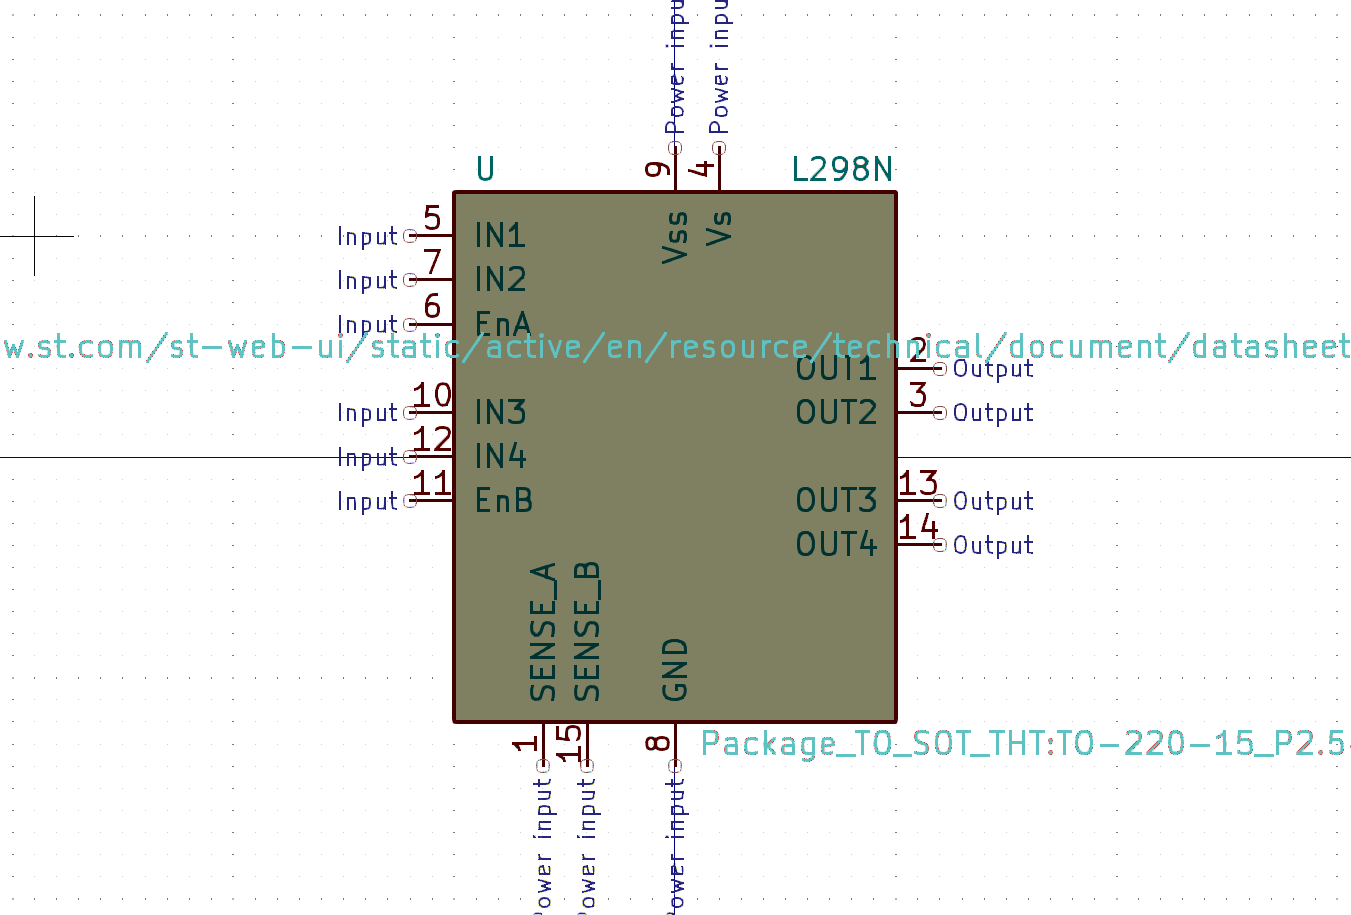 Power inpu
Power inpu
9
4
U
L298N
Vss
Vs
Input 5 IN1
Input 7 IN2
Input 6 EnA
w.st.com/st-web-ui/static/active/en/resource/technical/document/datasheet
OUT1 2 Output
Input 10 IN3
OUT2 3 Output
Input 12 IN4
Input 11 EnB
OUT3 13 Output
OUT4 14 Output
SENSE_A
SENSE_B
GND
1
15
8
Package_TO_SOT_THT:TO-220-15_P2.5
Power input
Power input
Power input